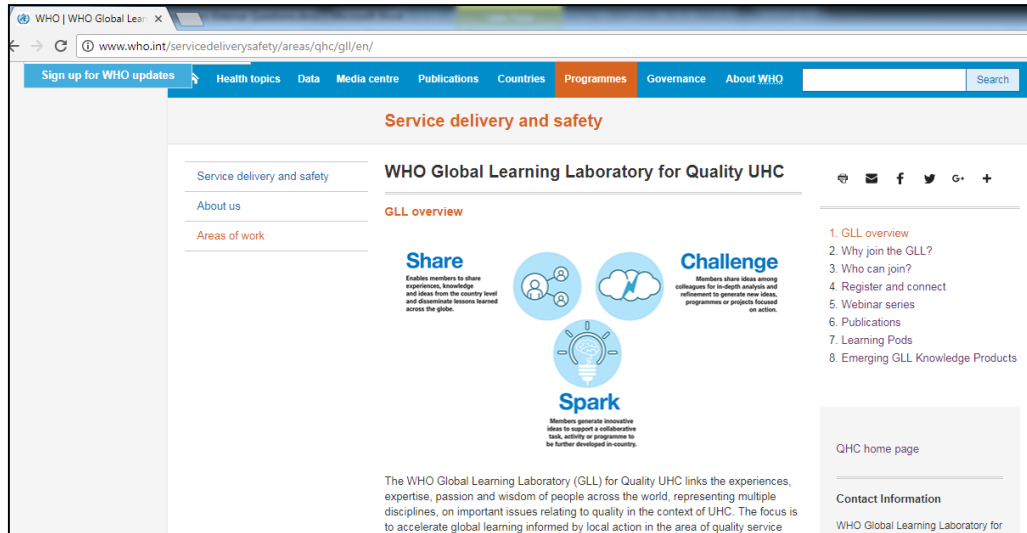 WHO | WHO Global Lear
www.who.int/servicedeliverysafety/areas/qhc/gll/en/
Sign up for WHO updates
Health topics Data Media centre Publications Countries Programmes Governance About WHO Search
Service delivery and safety
Service delivery and safety
About us
Areas of work
WHO Global Learning Laboratory for Quality UHC
GLL overview
Share
Enables members to share
experiences, knowledge
and ideas from the country level
and disseminate lessons learned
across the globe.
Challenge
Members share ideas among
colleagues for in-depth analysis and
refinement to generate new ideas,
programmes or projects focused
on action.
Spark
Members generate innovative
ideas to support a collaborative
task, activity or programme to
be further developed in-country.
The WHO Global Learning Laboratory (GLL) for Quality UHC links the experiences,
expertise, passion and wisdom of people across the world, representing multiple
disciplines, on important issues relating to quality in the context of UHC. The focus is
to accelerate global learning informed by local action in the area of quality service
G+
1. GLL overview
2. Why join the GLL?
3. Who can join?
4. Register and connect
5. Webinar series
6. Publications
7. Learning Pods
8. Emerging GLL Knowledge Products
QHC home page
Contact Information
WHO Global Learning Laboratory for